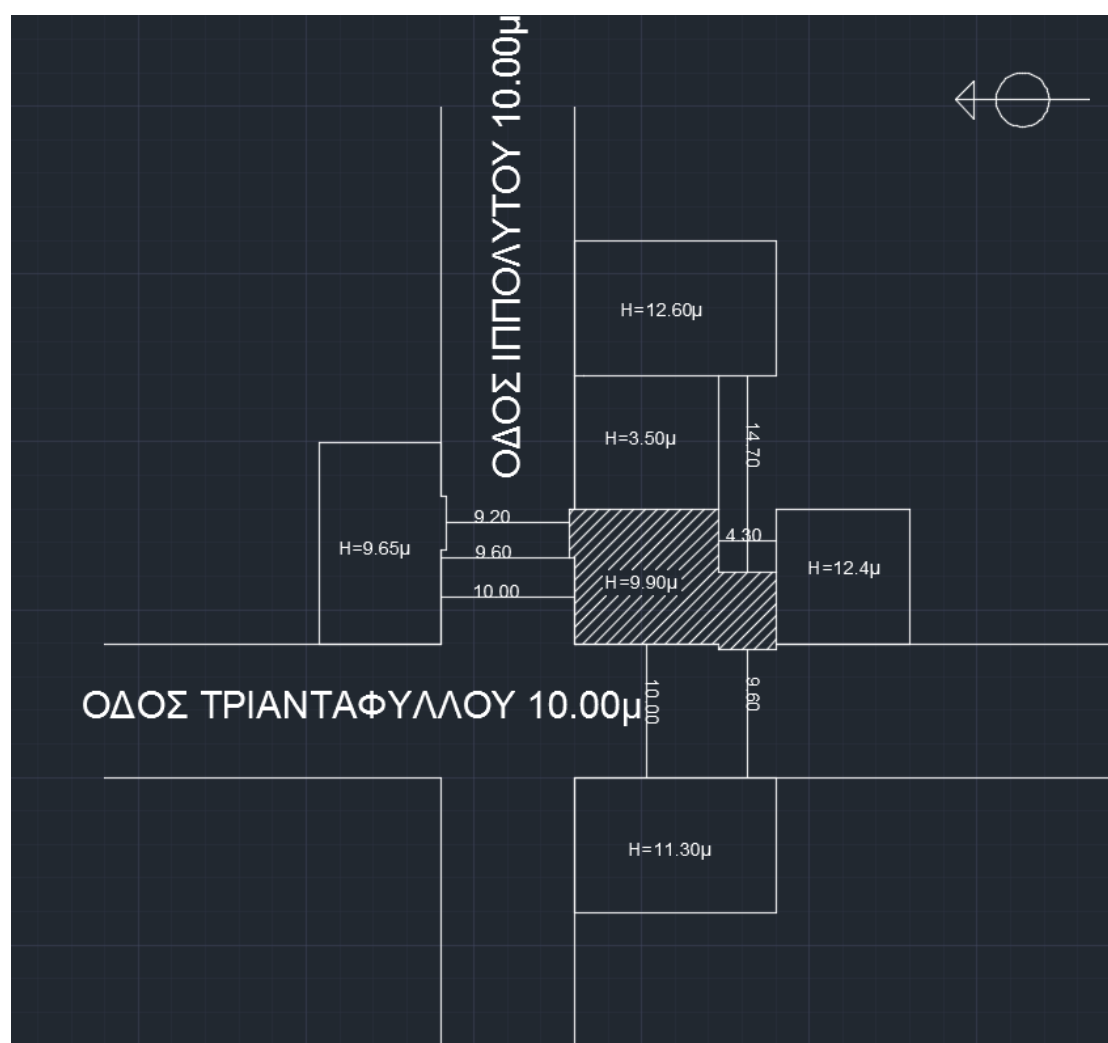 ΟΔΟΣ ΙΠΠΟΛΥΤΟΥ 10.00μ
H=12.60μ
H=3.50μ
14.70
9.20
4.30
H=9.65μ
9.60
H=12.4μ
H=9.90μ
10.00
ΟΔΟΣ ΤΡΙΑΝΤΑΦΥΛΛΟΥ 10.00μ
10.00
9.60
H=11.30μ